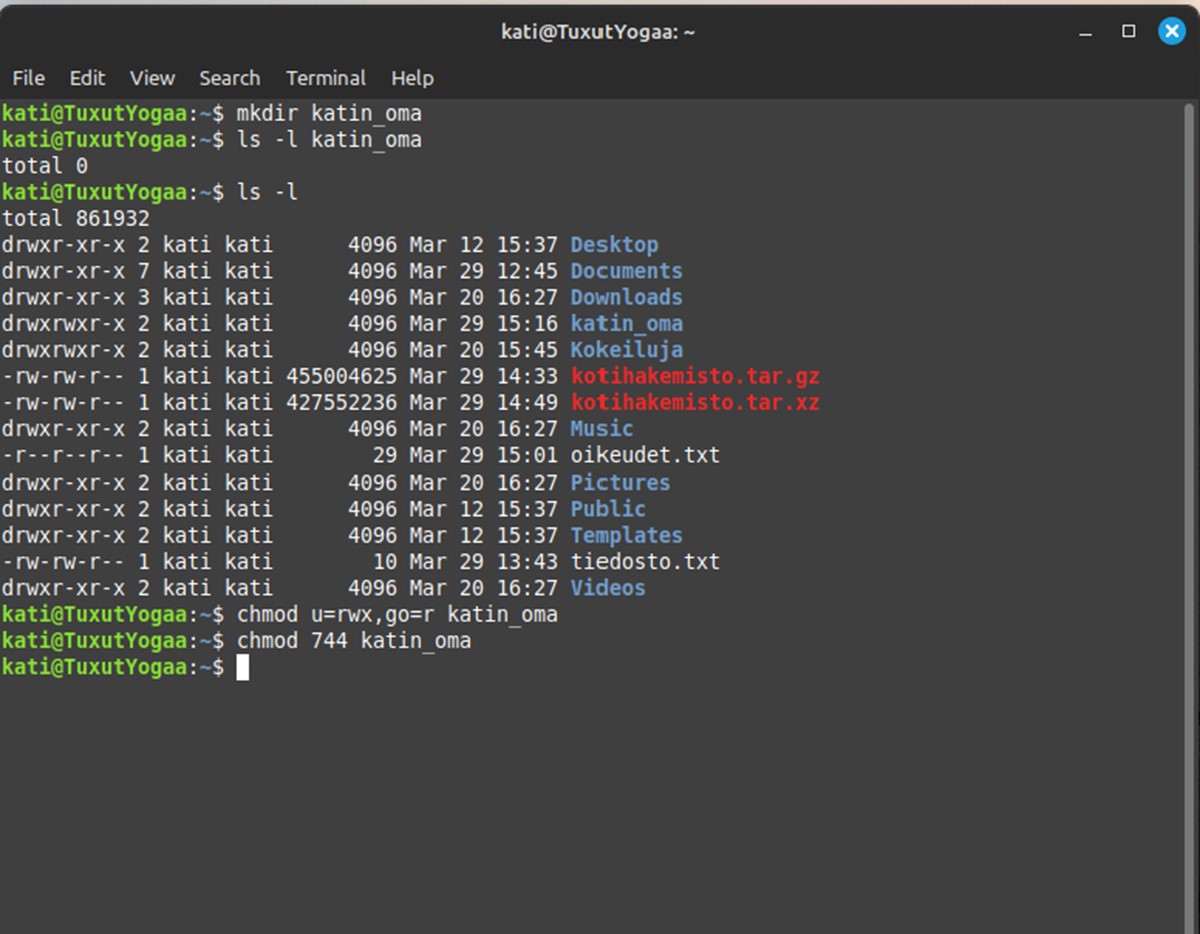 kati@TuxutYogaa: ~
File Edit View Search Terminal Help
kati@TuxutYogaa:~$ mkdir katin_oma
kati@TuxutYogaa:~$ ls -l katin_oma
total 0
kati@TuxutYogaa:~$ ls -l
total 861932
drwxr-xr-x 2 kati kati      4096 Mar 12 15:37 Desktop
drwxr-xr-x 7 kati kati      4096 Mar 29 12:45 Documents
drwxr-xr-x 3 kati kati      4096 Mar 20 16:27 Downloads
drwxrwxr-x 2 kati kati      4096 Mar 29 15:16 katin_oma
drwxrwxr-x 2 kati kati      4096 Mar 20 15:45 Kokeiluja
-rw-rw-r-- 1 kati kati 455004625 Mar 29 14:33 kotihakemisto.tar.gz
-rw-rw-r-- 1 kati kati 427552236 Mar 29 14:49 kotihakemisto.tar.xz
drwxr-xr-x 2 kati kati      4096 Mar 20 16:27 Music
-r--r--r-- 1 kati kati        29 Mar 29 15:01 oikeudet.txt
drwxr-xr-x 2 kati kati      4096 Mar 20 16:27 Pictures
drwxr-xr-x 2 kati kati      4096 Mar 12 15:37 Public
drwxr-xr-x 2 kati kati      4096 Mar 12 15:37 Templates
-rw-rw-r-- 1 kati kati        10 Mar 29 13:43 tiedosto.txt
drwxr-xr-x 2 kati kati      4096 Mar 20 16:27 Videos
kati@TuxutYogaa:~$ chmod u=rwx,go=r katin_oma
kati@TuxutYogaa:~$ chmod 744 katin_oma
kati@TuxutYogaa:~$